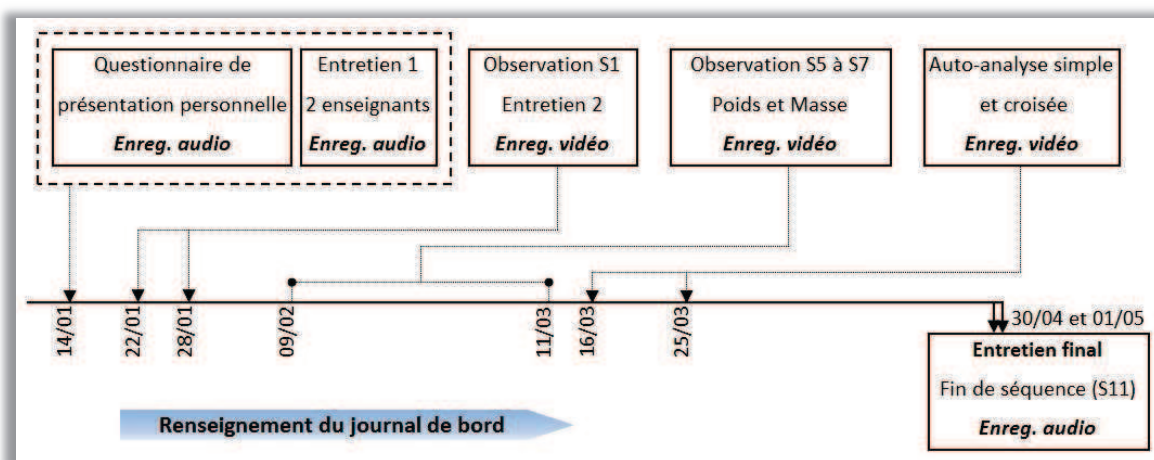 Questionnaire de
présentation personnelle
Enreg. audio
Entretien 1
2 enseignants
Enreg. audio
Observation S1
Entretien 2
Enreg. vidéo
Observation S5 à S7
Poids et Masse
Enreg. vidéo
Auto-analyse simple
et croisée
Enreg. vidéo
14/01
22/01
28/01
09/02
11/03
16/03
25/03
30/04 et 01/05
Entretien final
Fin de séquence (S11)
Enreg. audio
Renseignement du journal de bord